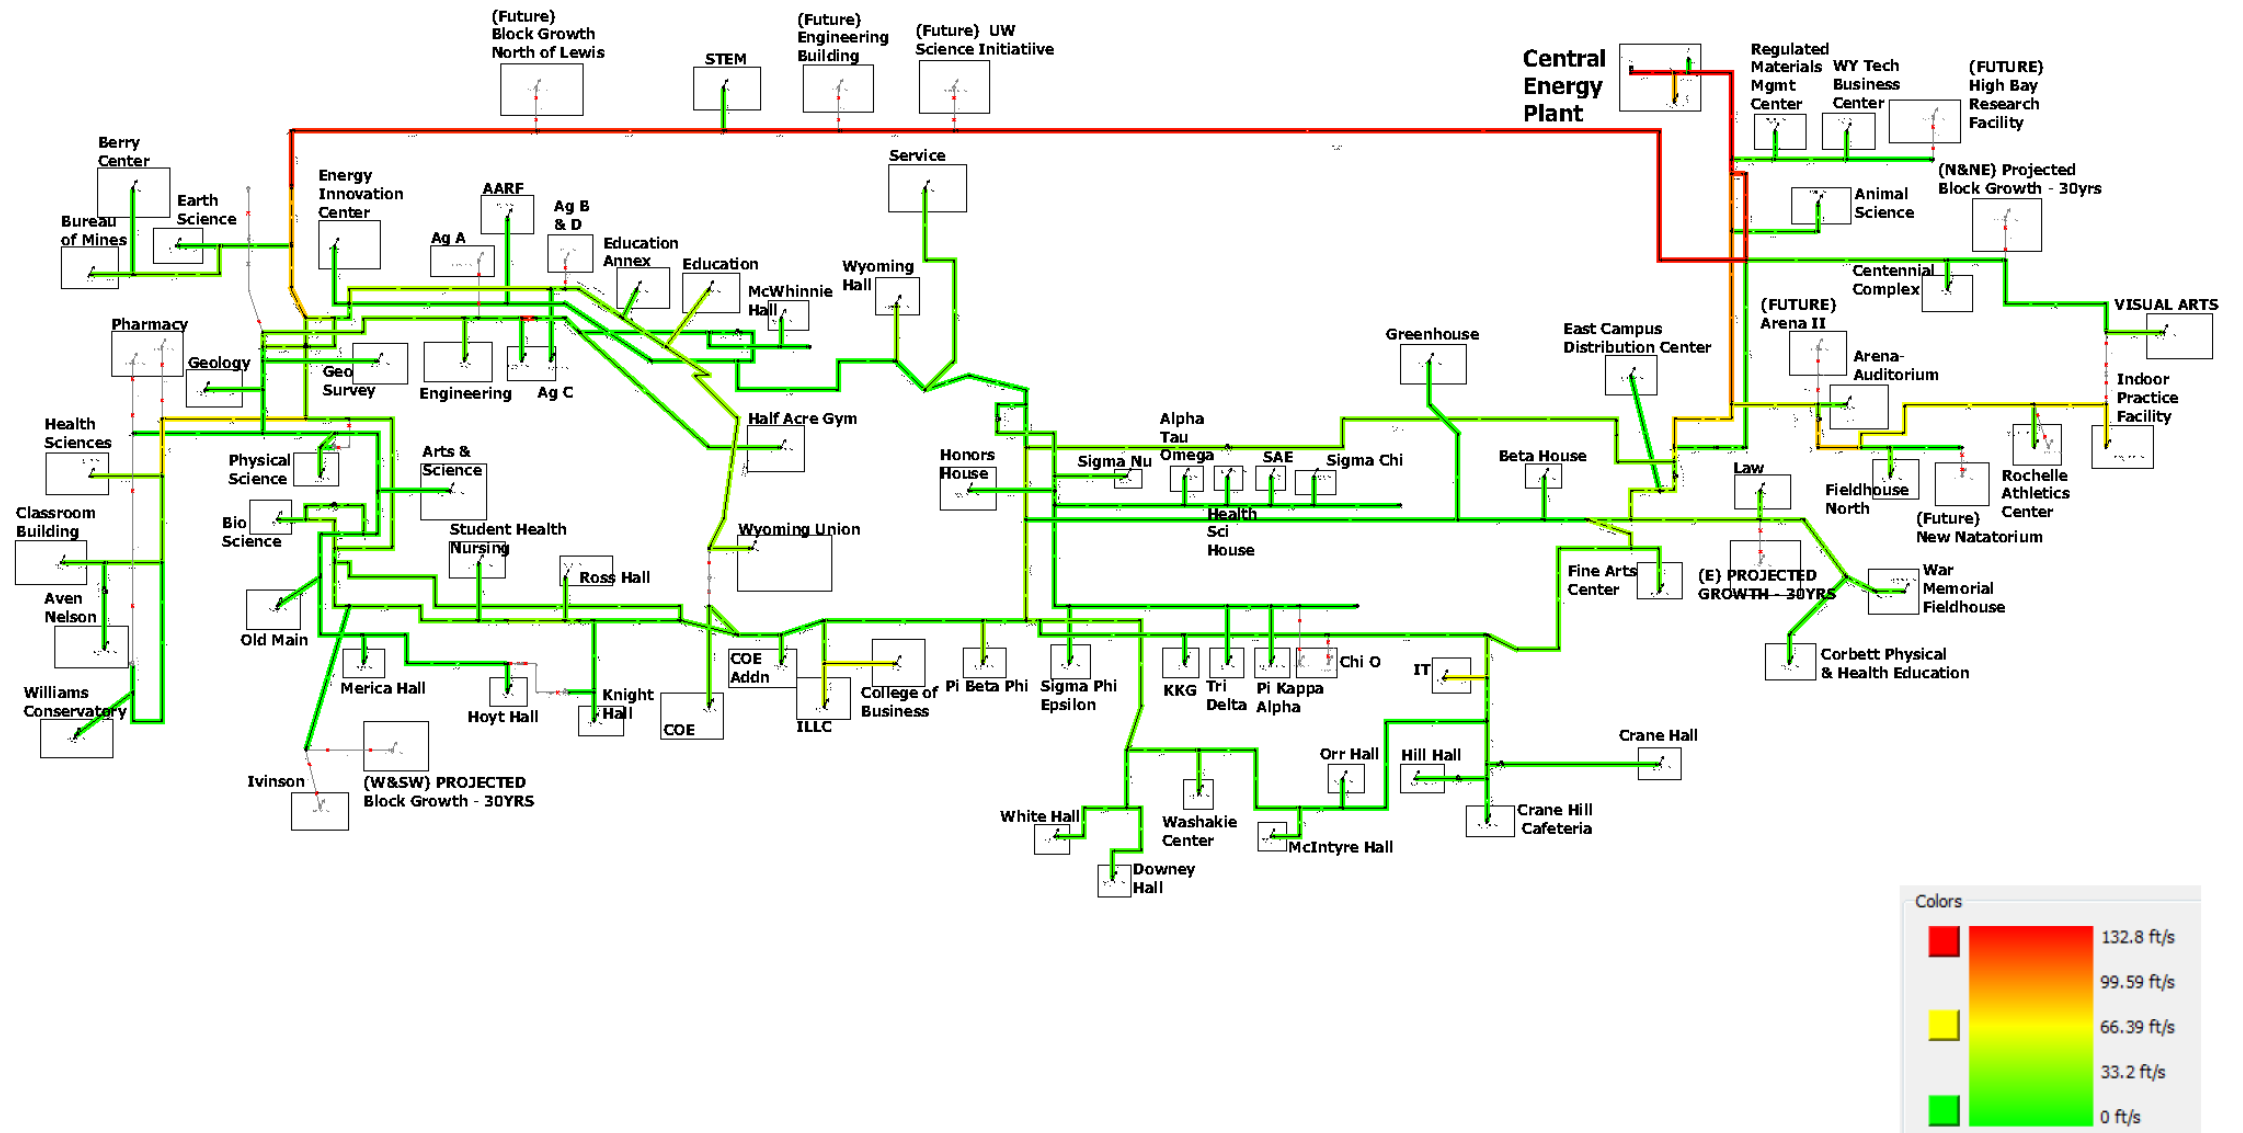 (Future)
Block Growth
North of Lewis
STEM
(Future)
Engineering
Building
(Future) UW
Science Initiatiive
Central
Energy
Plant
Regulated
Materials
Mgmt
Center
WY Tech
Business
Center
(FUTURE)
High Bay
Research
Facility
Berry
Center
Earth
Science
Bureau
of Mines
Energy
Innovation
Center
AARF
Ag B
& D
Ag A
Education
Annex
Education
McWhinnie
Hall
Wyoming
Hall
Service
(N&NE) Projected
Block Growth - 30yrs
Animal
Science
Centennial
Complex
VISUAL ARTS
(FUTURE)
Arena II
Arena-
Auditorium
Indoor
Practice
Facility
Greenhouse
East Campus
Distribution Center
Pharmacy
Geology
Geo
Survey
Engineering
Ag C
Half Acre Gym
Health
Sciences
Physical
Science
Arts &
Science
Classroom
Building
Bio
Science
Student Health
Nursing
Ross Hall
Wyoming Union
Honors
House
Sigma Nu
Alpha
Tau
Omega
SAE
Sigma Chi
Health
Sci
House
Beta House
Law
Fieldhouse
North
(Future)
New Natatorium
Rochelle
Athletics
Center
Aven
Nelson
Old Main
Fine Arts
Center
(E) PROJECTED
GROWTH - 30YRS
War
Memorial
Fieldhouse
Corbett Physical
& Health Education
Williams
Conservatory
Merica Hall
Hoyt Hall
Knight
Hall
COE
Addn
COE
ILLC
College of
Business
Pi Beta Phi
Sigma Phi
Epsilon
KKG
Tri
Delta
Pi Kappa
Alpha
Chi O
IT
Ivinson
(W&SW) PROJECTED
Block Growth - 30YRS
White Hall
Downey
Hall
Washakie
Center
McIntyre Hall
Orr Hall
Hill Hall
Crane Hall
Crane Hill
Cafeteria
Colors
132.8 ft/s
99.59 ft/s
66.39 ft/s
33.2 ft/s
0 ft/s